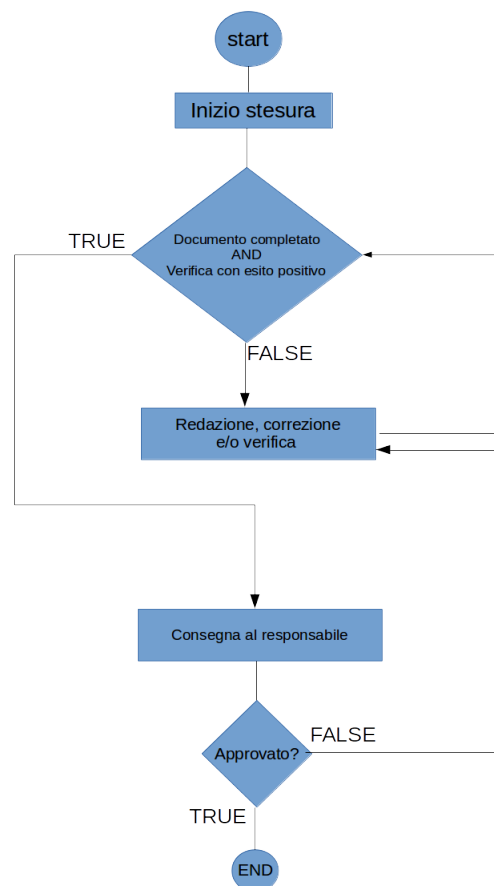 start
Inizio stesura
TRUE
Documento completato
AND
Verifica con esito positivo
FALSE
Redazione, correzione
e/o verifica
Consegna al responsabile
Approvato?
FALSE
TRUE
END